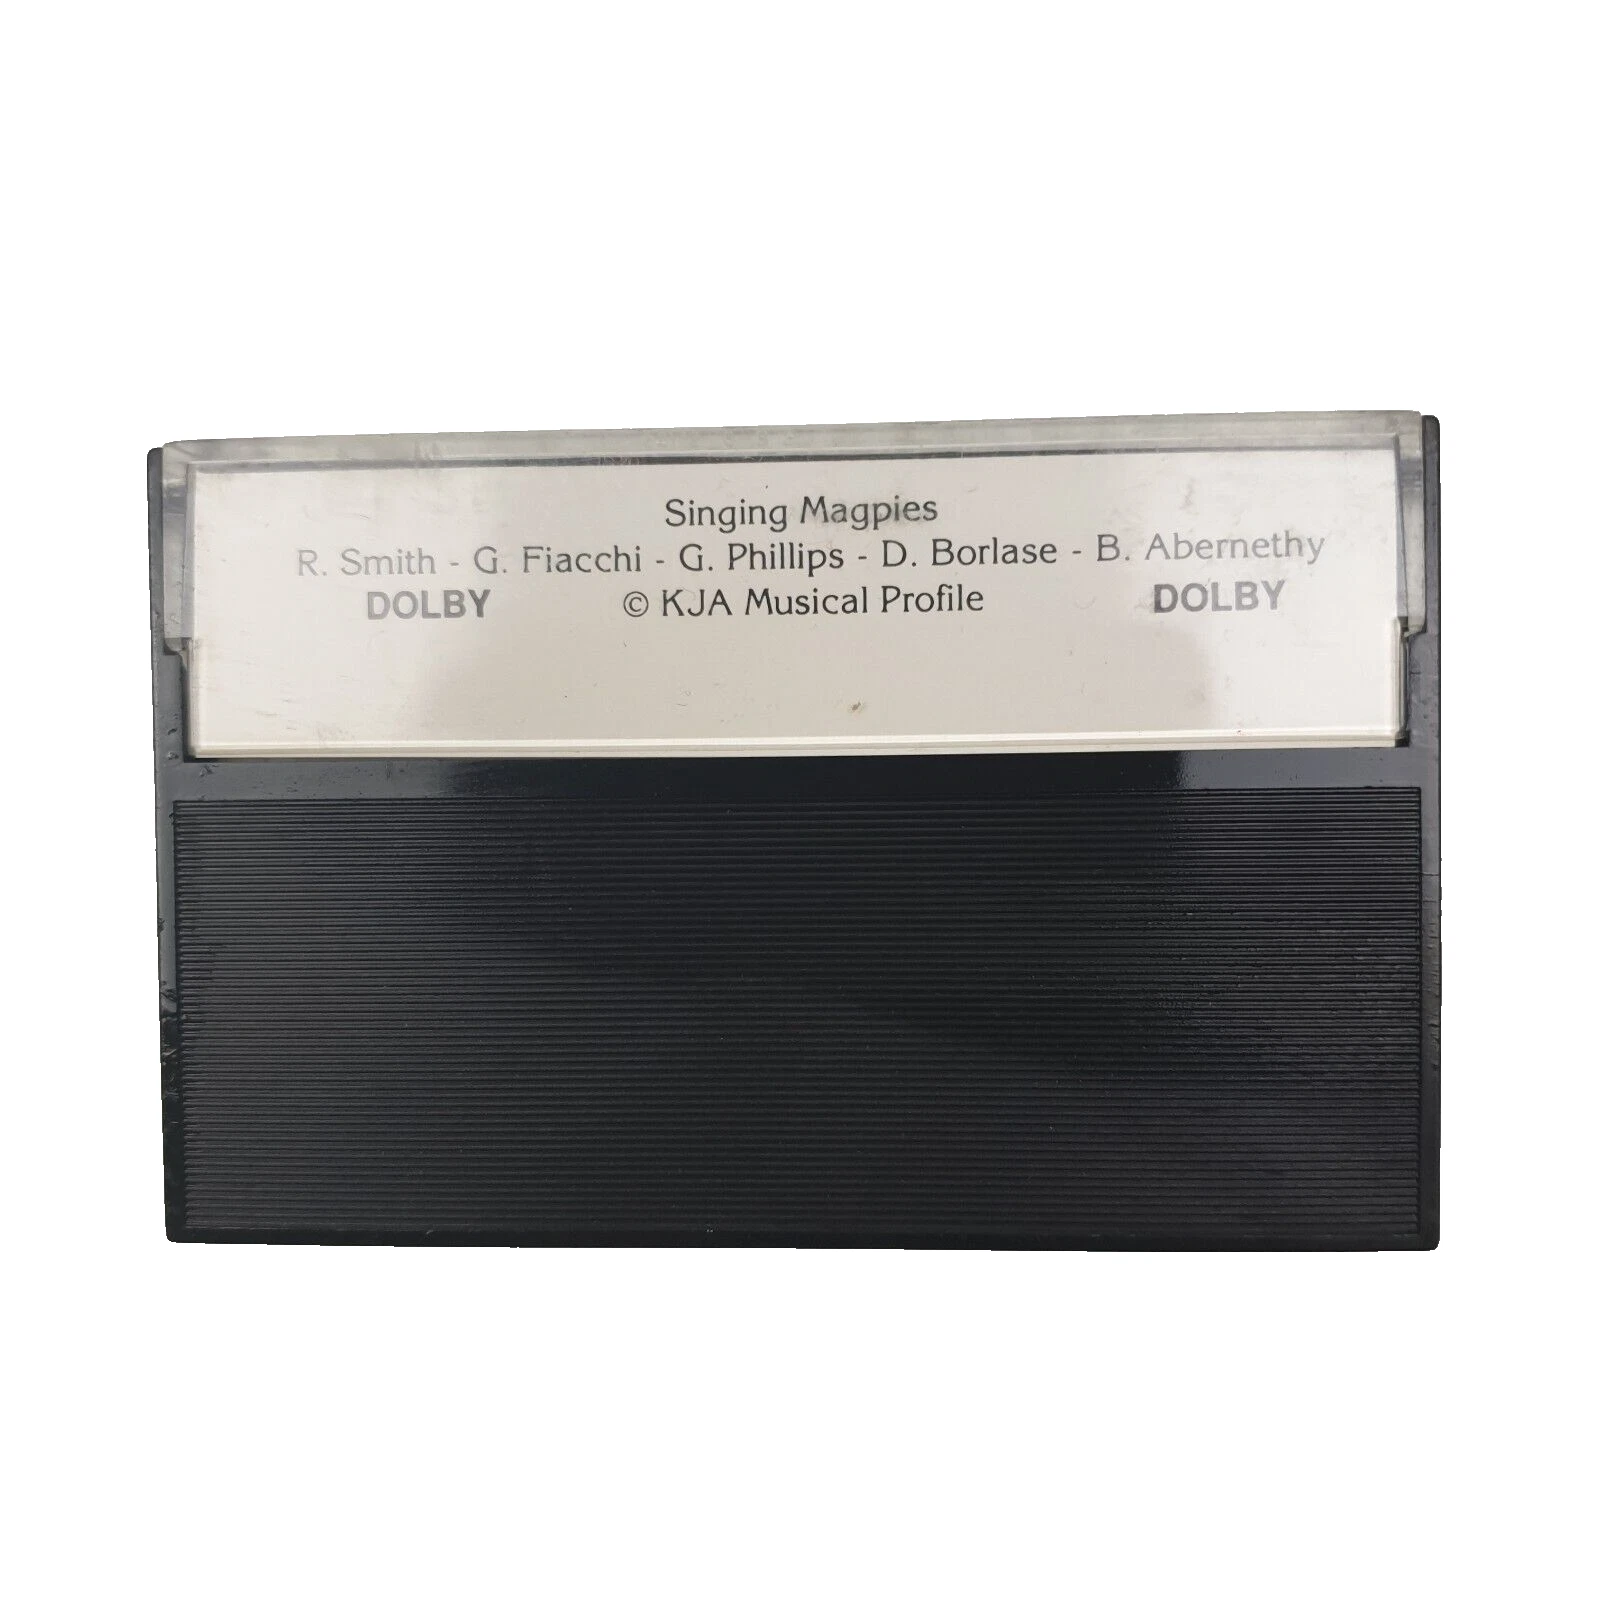 Singing Magpies
R. Smith - G. Fiacchi - G. Phillips - D. Borlase - B. Abernethy
DOLBY © KJA Musical Profile DOLBY